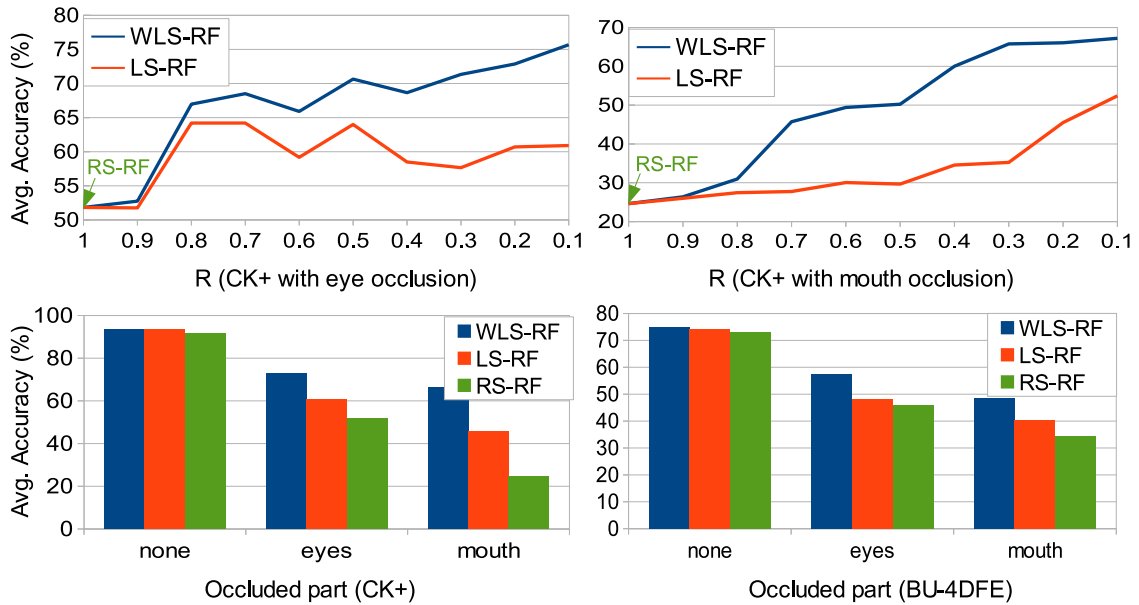 Avg. Accuracy (%)
80
75
70
65
60
55
50
WLS-RF
LS-RF
RS-RF
1 0.9 0.8 0.7 0.6 0.5 0.4 0.3 0.2 0.1
R (CK+ with eye occlusion)
70
60
50
40
30
20
WLS-RF
LS-RF
RS-RF
1 0.9 0.8 0.7 0.6 0.5 0.4 0.3 0.2 0.1
R (CK+ with mouth occlusion)
Avg. Accuracy (%)
100
80
60
40
20
0
WLS-RF
LS-RF
RS-RF
none eyes mouth
Occluded part (CK+)
80
70
60
50
40
30
20
10
0
WLS-RF
LS-RF
RS-RF
none eyes mouth
Occluded part (BU-4DFE)